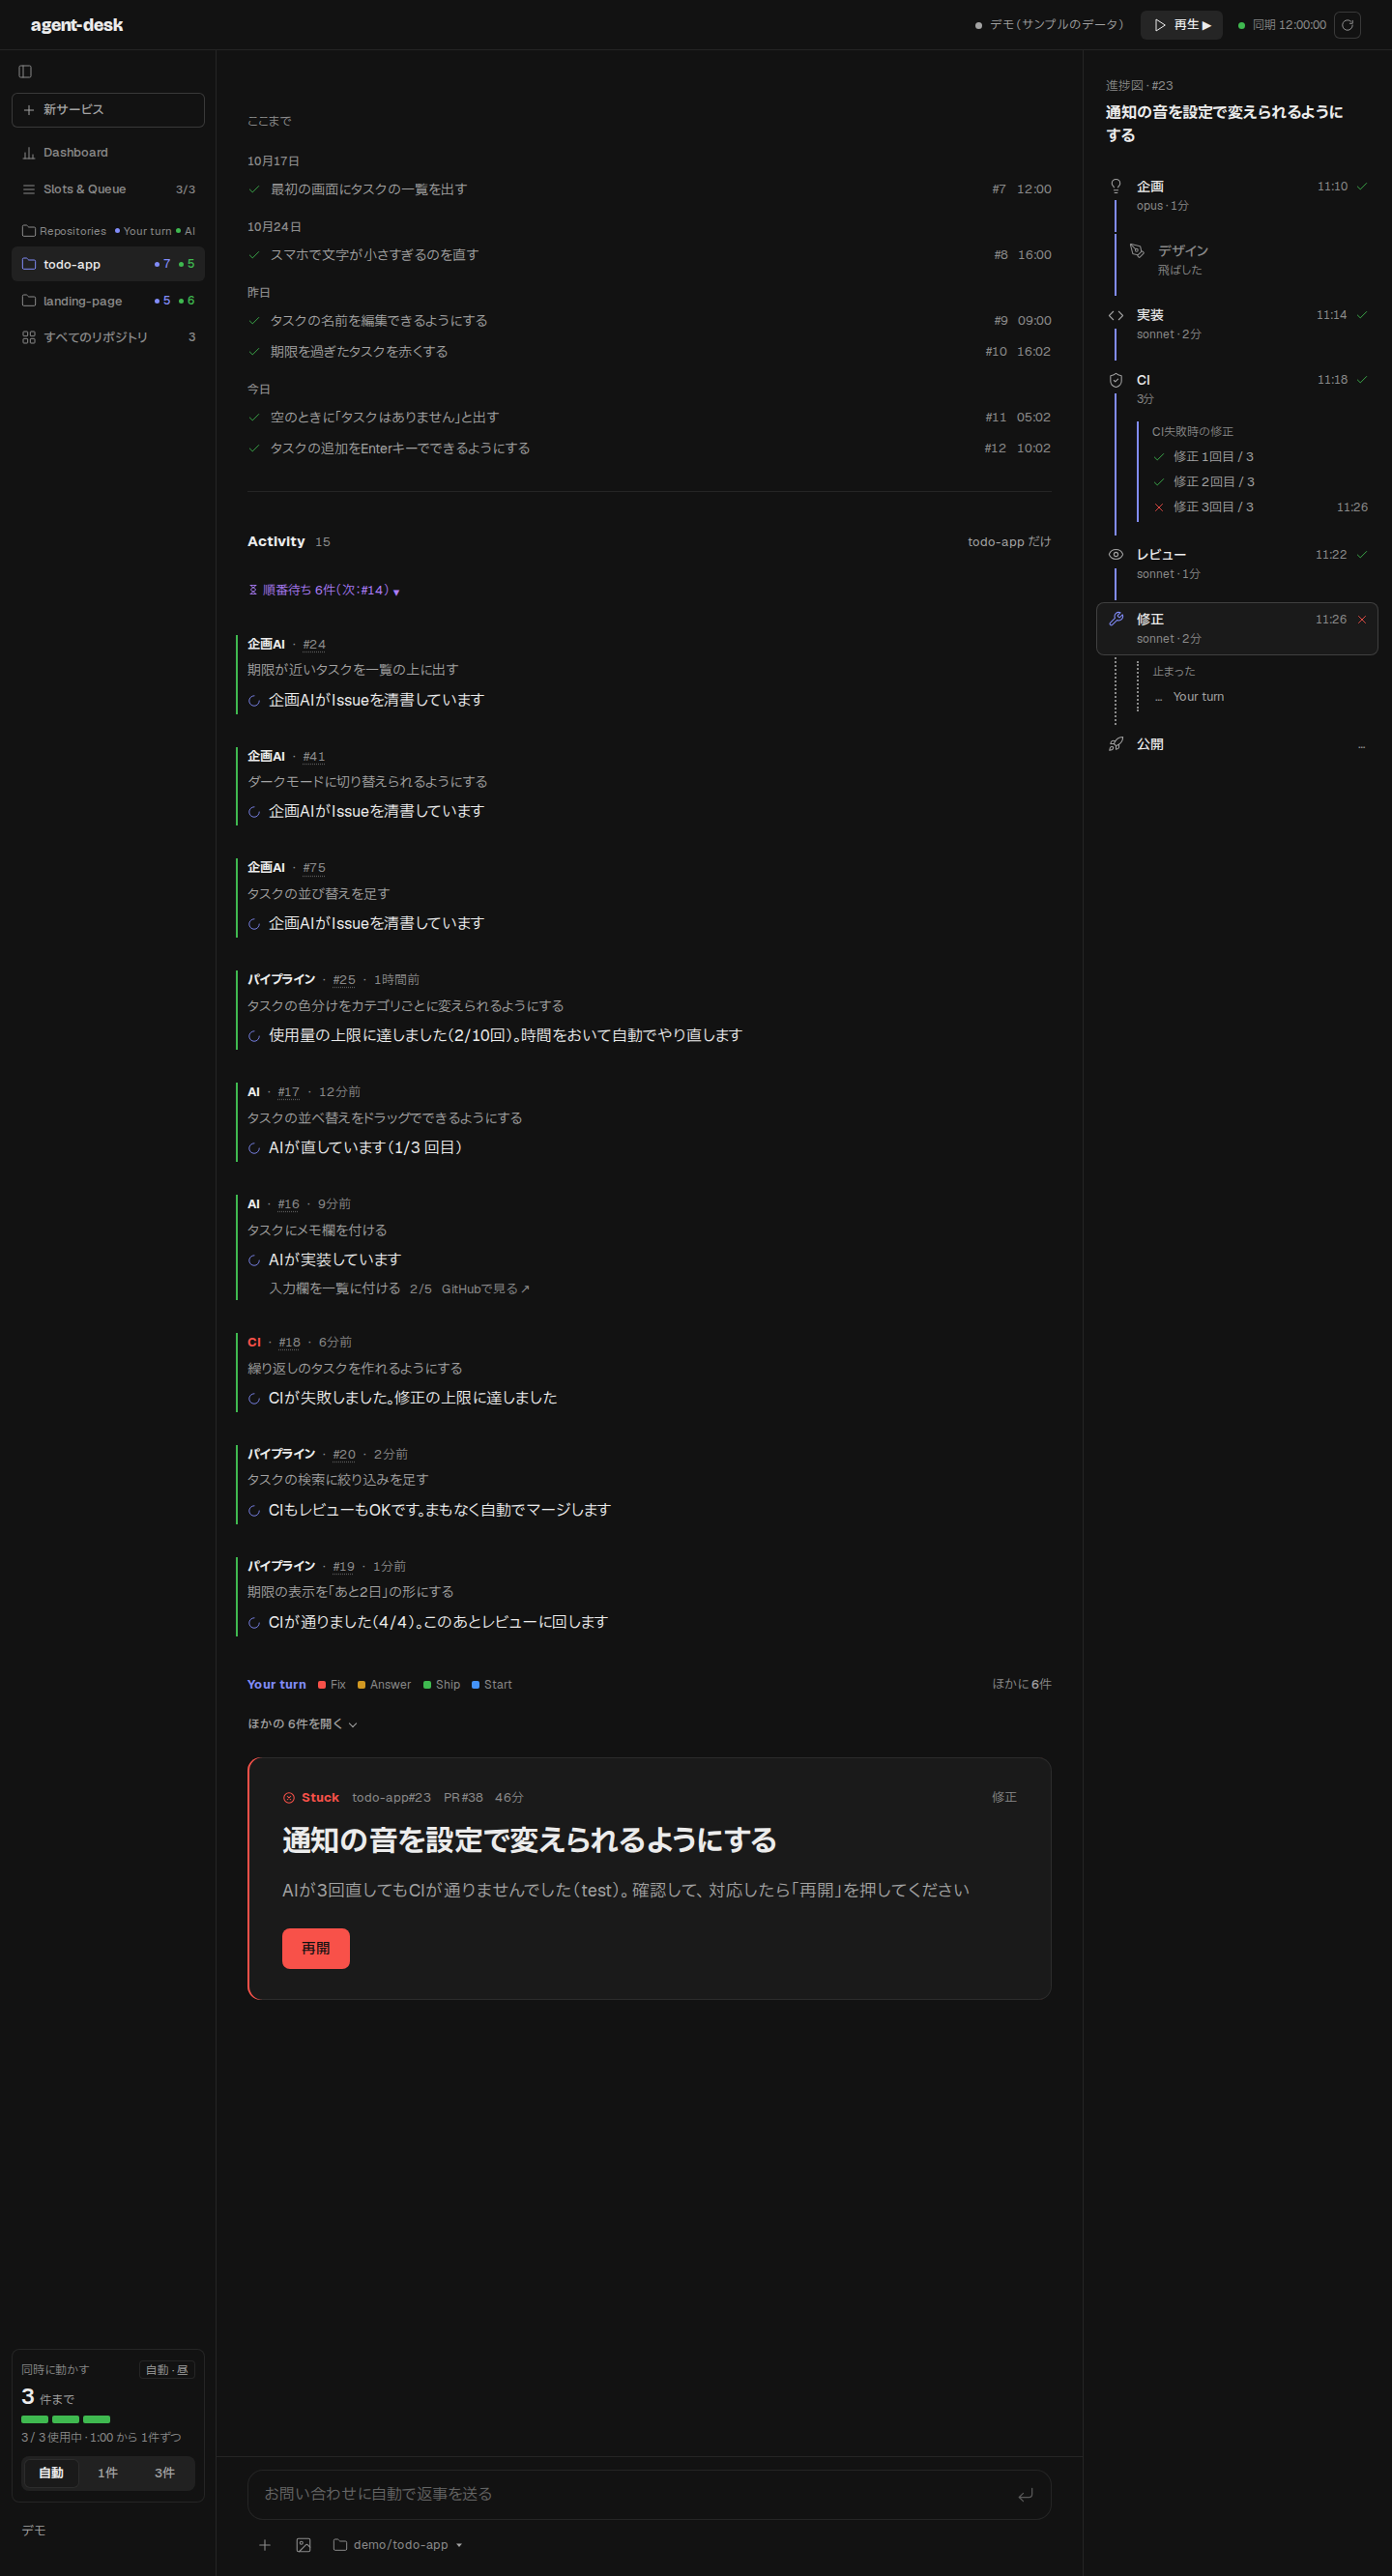 agent-desk
デモ（サンプルのデータ）
再生 ▶
同期 12:00:00
新サービス
Dashboard
Slots & Queue 3/3
Repositories Your turn AI
todo-app 7 5
landing-page 5 6
すべてのリポジトリ 3
ここまで
10月17日
最初の画面にタスクの一覧を出す #7 12:00
10月24日
スマホで文字が小さすぎるのを直す #8 16:00
昨日
タスクの名前を編集できるようにする #9 09:00
期限を過ぎたタスクを赤くする #10 16:02
今日
空のときに「タスクはありません」と出す #11 05:02
タスクの追加をEnterキーでできるようにする #12 10:02
Activity 15 todo-app だけ
順番待ち 6件（次：#14）▼
企画AI · #24
期限が近いタスクを一覧の上に出す
企画AIがIssueを清書しています
企画AI · #41
ダークモードに切り替えられるようにする
企画AIがIssueを清書しています
企画AI · #75
タスクの並び替えを足す
企画AIがIssueを清書しています
パイプライン · #25 · 1時間前
タスクの色分けをカテゴリごとに変えられるようにする
使用量の上限に達しました（2/10回）。時間をおいて自動でやり直します
AI · #17 · 12分前
タスクの並べ替えをドラッグでできるようにする
AIが直しています（1/3 回目）
AI · #16 · 9分前
タスクにメモ欄を付ける
AIが実装しています
入力欄を一覧に付ける 2/5 GitHubで見る ↗
CI · #18 · 6分前
繰り返しのタスクを作れるようにする
CIが失敗しました。修正の上限に達しました
パイプライン · #20 · 2分前
タスクの検索に絞り込みを足す
CIもレビューもOKです。まもなく自動でマージします
パイプライン · #19 · 1分前
期限の表示を「あと2日」の形にする
CIが通りました（4/4）。このあとレビューに回します
Your turn Fix Answer Ship Start ほかに 6件
ほかの 6件を開く
Stuck todo-app#23 PR #38 46分 修正
通知の音を設定で変えられるようにする
AIが3回直してもCIが通りませんでした（test）。確認して、対応したら「再開」を押してください
再開
お問い合わせに自動で返事を送る
demo/todo-app
進捗図 · #23
通知の音を設定で変えられるように
する
企画 11:10
opus · 1分
デザイン
飛ばした
実装 11:14
sonnet · 2分
CI 11:18
3分
CI失敗時の修正
修正 1回目 / 3
修正 2回目 / 3
修正 3回目 / 3 11:26
レビュー 11:22
sonnet · 1分
修正 11:26
sonnet · 2分
止まった
… Your turn
公開 …
同時に動かす 自動 · 昼
3 件まで
3 / 3 使用中 · 1:00 から 1件ずつ
自動 1件 3件
デモ